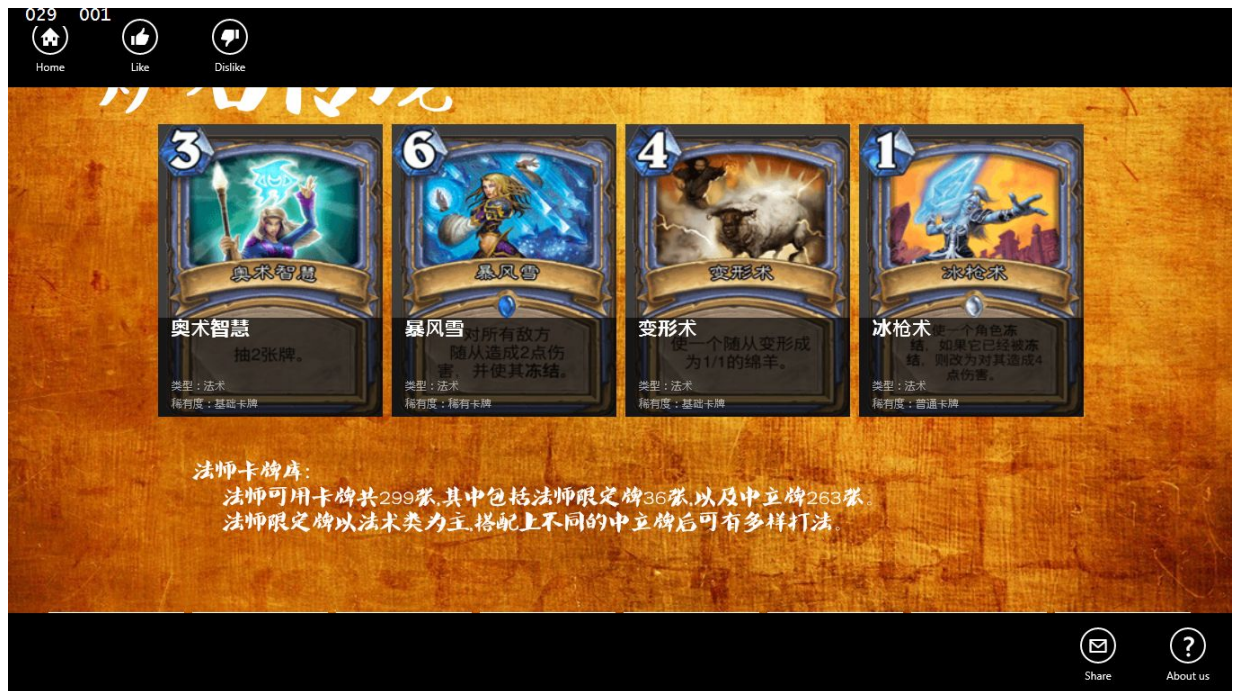 029 001
Home Like Dislike
3 6 4 1
奥术智慧 暴风雪 变形术 冰枪术
奥术智慧
抽2张牌。
类型：法术
稀有度：基础卡牌
暴风雪
对所有敌方
随从造成2点伤
害，并使其冻结。
类型：法术
稀有度：稀有卡牌
变形术
使一个随从变形成
为1/1的绵羊。
类型：法术
稀有度：基础卡牌
冰枪术
使一个角色冻
结，如果它已经被冻
结，则改为对其造成4
点伤害。
类型：法术
稀有度：普通卡牌
法师卡牌库:
法师可用卡牌共299张,其中包括法师限定牌36张,以及中立牌263张。
法师限定牌以法术类为主,搭配上不同的中立牌后可有多样打法。
Share About us